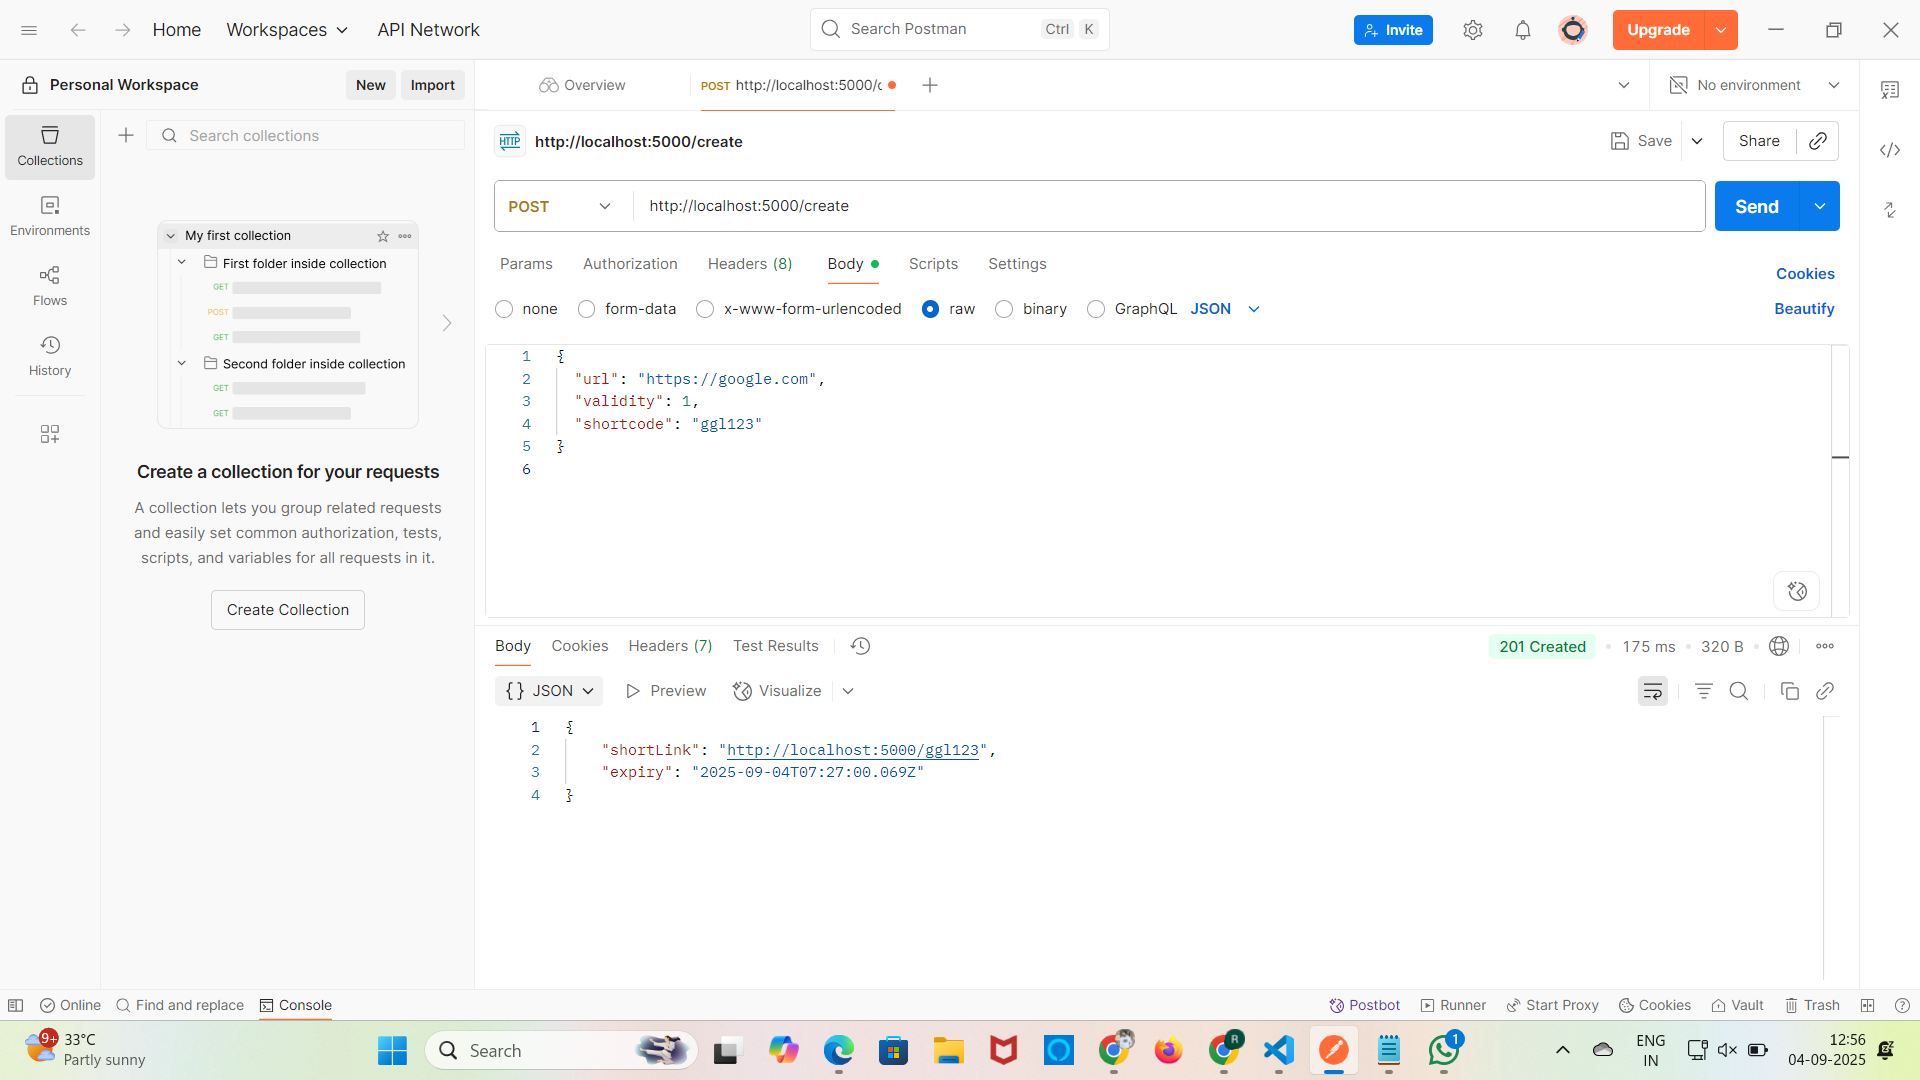 Home
Workspaces
API Network
Search Postman
Ctrl K
Invite
Upgrade
Personal Workspace
New
Import
Overview
POST http://localhost:5000/c
No environment
Collections
Environments
Flows
History
Search collections
My first collection
First folder inside collection
GET
POST
GET
Second folder inside collection
GET
GET
Create a collection for your requests
A collection lets you group related requests
and easily set common authorization, tests,
scripts, and variables for all requests in it.
Create Collection
HTTP http://localhost:5000/create
Save
Share
POST http://localhost:5000/create
Send
Params Authorization Headers (8) Body Scripts Settings
Cookies
none form-data x-www-form-urlencoded raw binary GraphQL JSON
Beautify
1 {
2 "url": "https://google.com",
3 "validity": 1,
4 "shortcode": "ggl123"
5 }
6
Body Cookies Headers (7) Test Results
201 Created 175 ms 320 B
{} JSON Preview Visualize
1 {
2 "shortLink": "http://localhost:5000/ggl123",
3 "expiry": "2025-09-04T07:27:00.069Z"
4 }
Online Find and replace Console
Postbot Runner Start Proxy Cookies Vault Trash
9+ 33°C
Partly sunny
Search
R
1
ENG
IN
12:56
04-09-2025